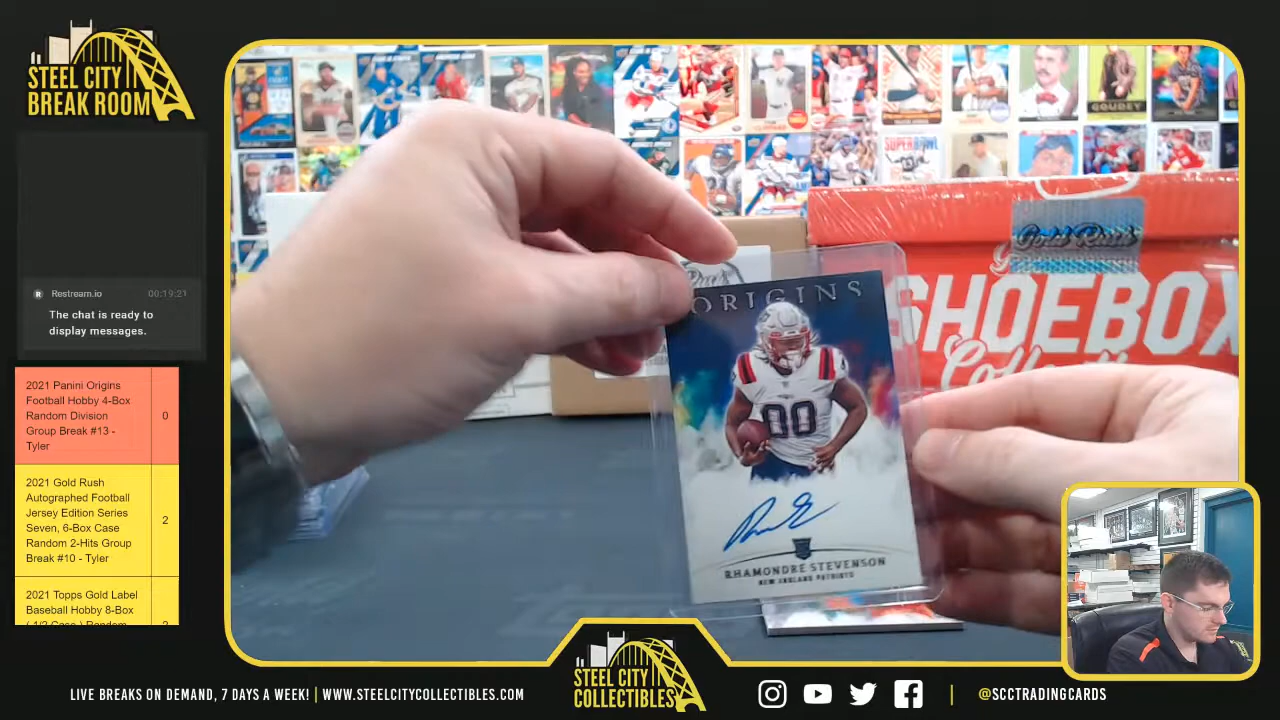 STEEL CITY
BREAK ROOM
Restream.io 00:19:21
The chat is ready to
display messages.
2021 Panini Origins
Football Hobby 4-Box
Random Division
Group Break #13 -
Tyler
0
2021 Gold Rush
Autographed Football
Jersey Edition Series
Seven, 6-Box Case
Random 2-Hits Group
Break #10 - Tyler
2
2021 Topps Gold Label
Baseball Hobby 8-Box
GOUDEY
SUPER BOWL
Gold Rush
SHOEBOX
ORIGINS
00
RHAMONDRE STEVENSON
NEW ENGLAND PATRIOTS
STEEL CITY
COLLECTIBLES
LIVE BREAKS ON DEMAND, 7 DAYS A WEEK! | WWW.STEELCITYCOLLECTIBLES.COM
| @SCCTRADINGCARDS